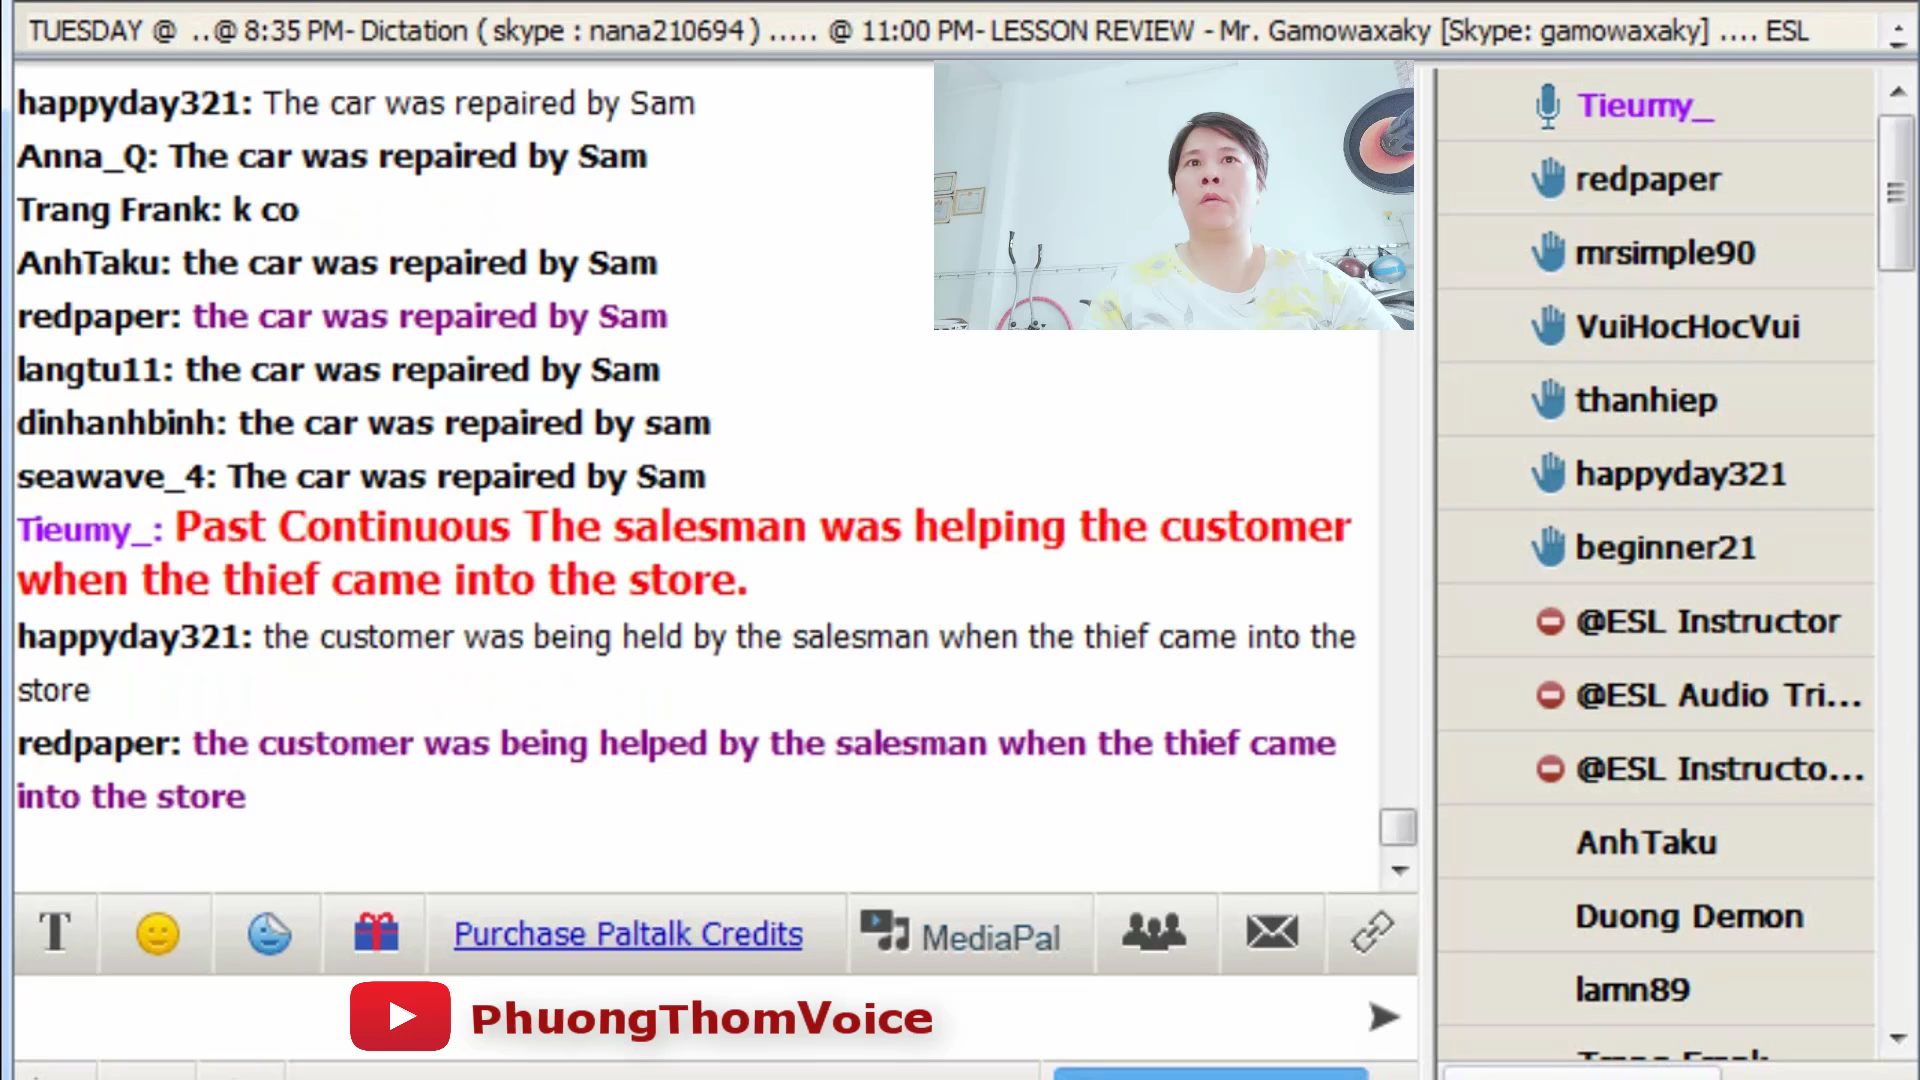 TUESDAY @ ..@ 8:35 PM- Dictation ( skype : nana210694 ) ..... @ 11:00 PM- LESSON REVIEW - Mr. Gamowaxaky [Skype: gamowaxaky] .... ESL
happyday321: The car was repaired by Sam
Anna_Q: The car was repaired by Sam
Trang Frank: k co
AnhTaku: the car was repaired by Sam
redpaper: the car was repaired by Sam
langtu11: the car was repaired by Sam
dinhanhbinh: the car was repaired by sam
seawave_4: The car was repaired by Sam
Tieumy_: Past Continuous The salesman was helping the customer
when the thief came into the store.
happyday321: the customer was being held by the salesman when the thief came into the
store
redpaper: the customer was being helped by the salesman when the thief came
into the store
T
Purchase Paltalk Credits
MediaPal
PhuongThomVoice
Tieumy_
redpaper
mrsimple90
VuiHocHocVui
thanhiep
happyday321
beginner21
@ESL Instructor
@ESL Audio Tri...
@ESL Instructo...
AnhTaku
Duong Demon
lamn89